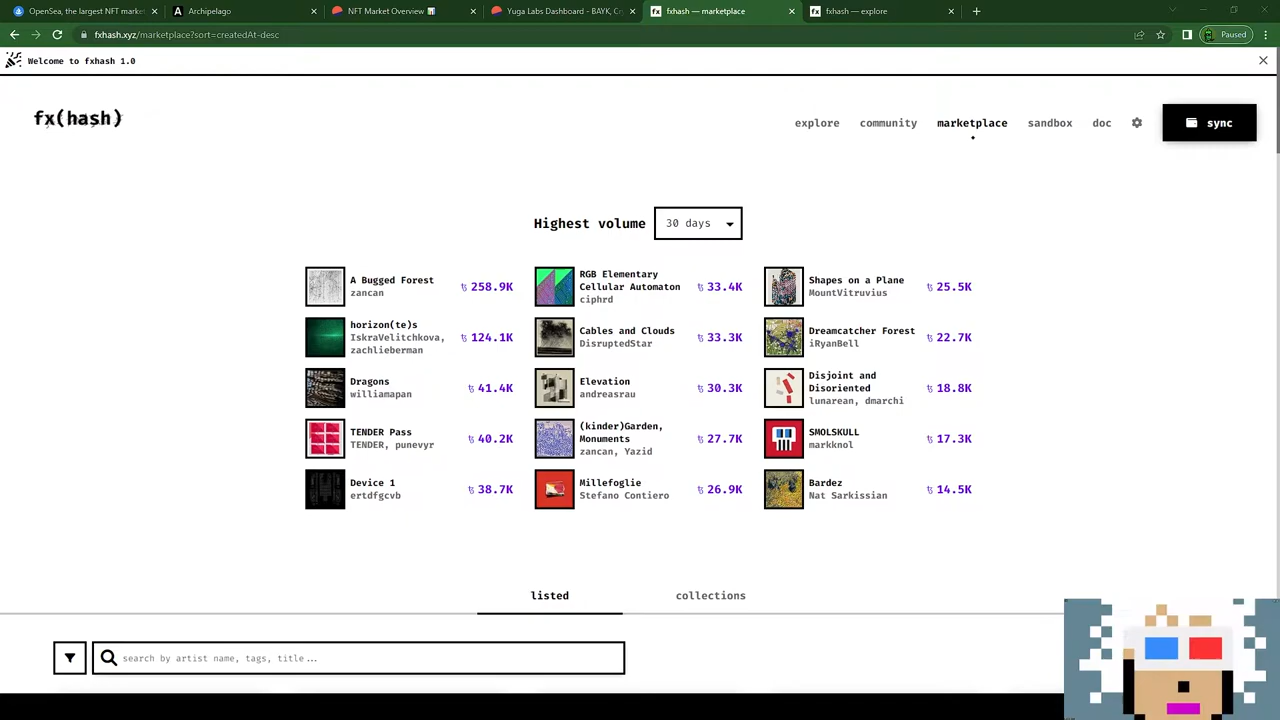 OpenSea, the NFT market
Archipelago
NFT Market Overview
Yuga Labs Dashboard - BAYC, Cr
fxhash — marketplace
fxhash — explore
fxhash.xyz/marketplace?sort=createdAt-desc
Paused
Welcome to fxhash 1.0
fx(hash)
explore
community
marketplace
sandbox
doc
sync
Highest volume
30 days
A Bugged Forest
zancan
ꜩ 258.9K
RGB Elementary
Cellular Automaton
ciphrd
ꜩ 33.4K
Shapes on a Plane
MountVitruvius
ꜩ 25.5K
horizon(te)s
IskraVelitchkova,
zachlieberman
ꜩ 124.1K
Cables and Clouds
DisruptedStar
ꜩ 33.3K
Dreamcatcher Forest
iRyanBell
ꜩ 22.7K
Dragons
williamapan
ꜩ 41.4K
Elevation
andreasrau
ꜩ 30.3K
Disjoint and
Disoriented
lunarean, dmarchi
ꜩ 18.8K
TENDER Pass
TENDER, punevyr
ꜩ 40.2K
(kinder)Garden,
Monuments
zancan, Yazid
ꜩ 27.7K
SMOLSKULL
markknol
ꜩ 17.3K
Device 1
ertdfgcvb
ꜩ 38.7K
Millefoglie
Stefano Contiero
ꜩ 26.9K
Bardez
Nat Sarkissian
ꜩ 14.5K
listed
collections
search by artist name, tags, title...